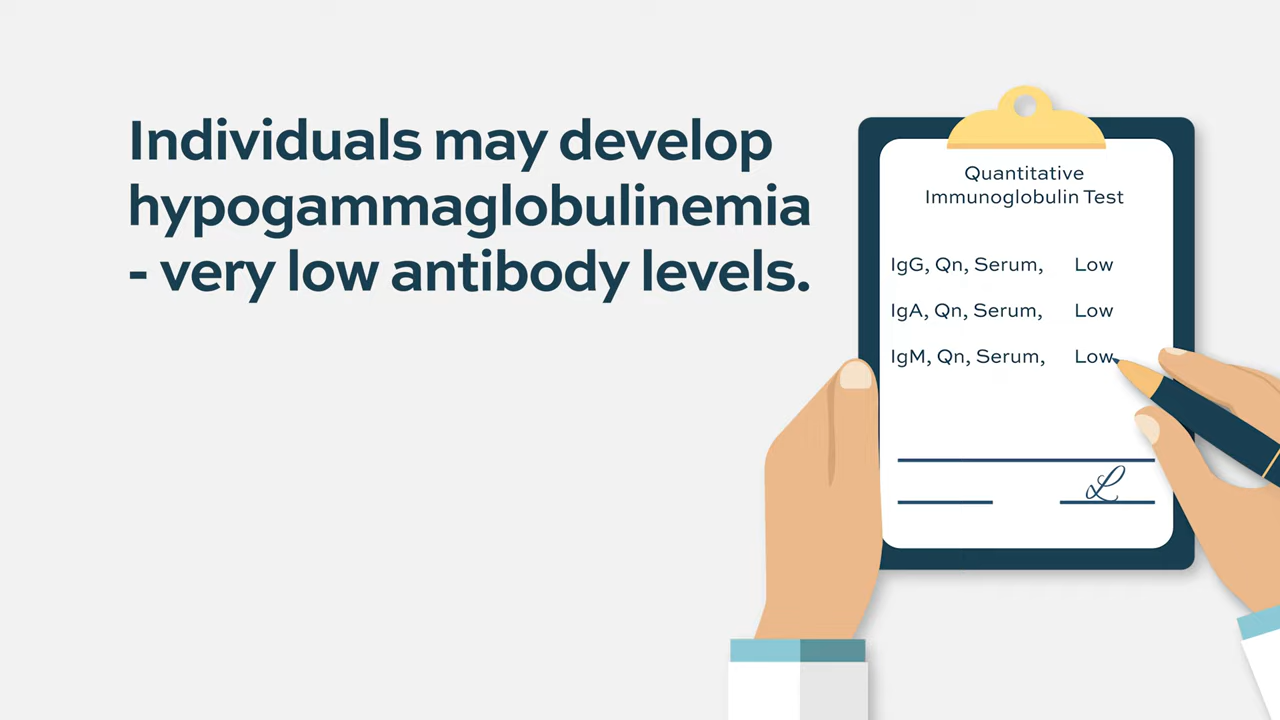 Individuals may develop
hypogammaglobulinemia
- very low antibody levels.
Quantitative
Immunoglobulin Test
IgG, Qn, Serum, Low
IgA, Qn, Serum, Low
IgM, Qn, Serum, Low
L